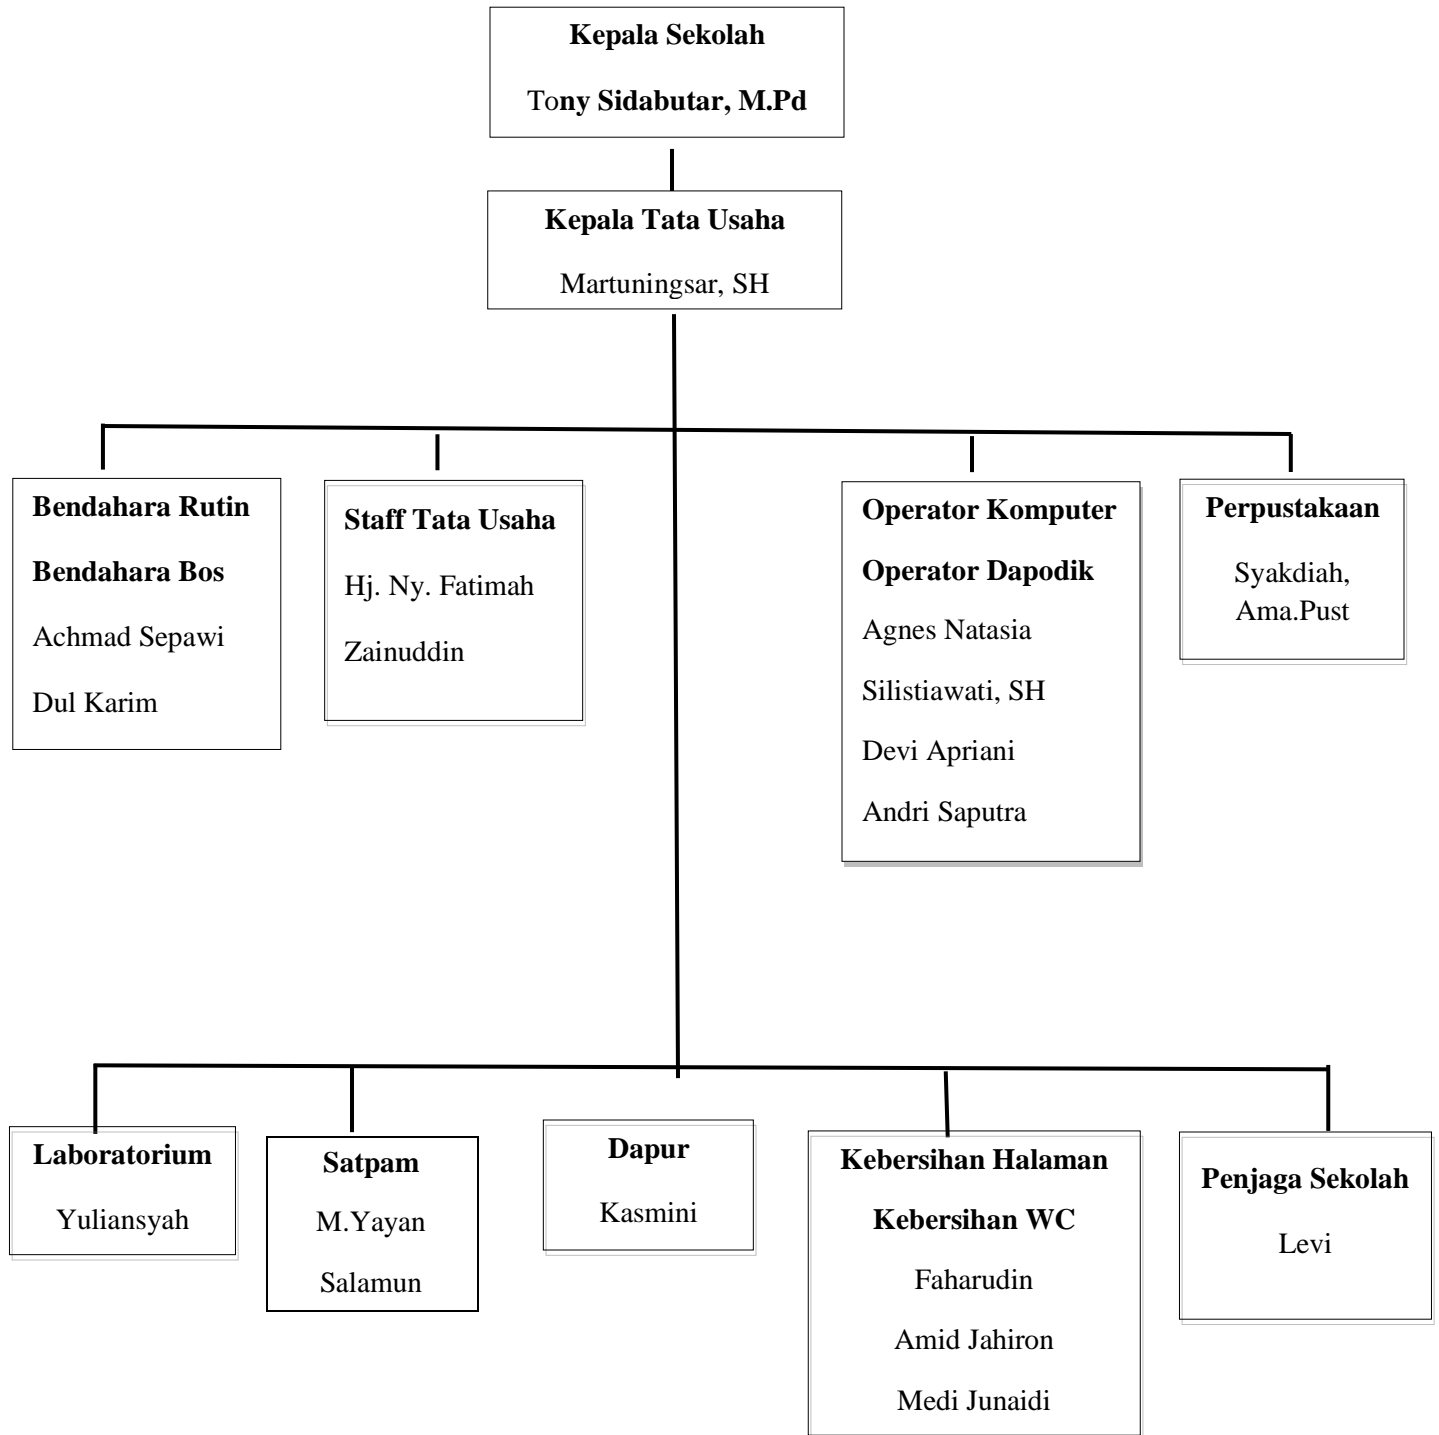 Kepala Sekolah
Tony Sidabutar, M.Pd
Kepala Tata Usaha
Martuningsar, SH
Bendahara Rutin
Bendahara Bos
Achmad Sepawi
Dul Karim
Staff Tata Usaha
Hj. Ny. Fatimah
Zainuddin
Operator Komputer
Operator Dapodik
Agnes Natasia
Silistiawati, SH
Devi Apriani
Andri Saputra
Perpustakaan
Syakdiah,
Ama.Pust
Laboratorium
Yuliansyah
Satpam
M.Yayan
Salamun
Dapur
Kasmini
Kebersihan Halaman
Kebersihan WC
Faharudin
Amid Jahiron
Medi Junaidi
Penjaga Sekolah
Levi